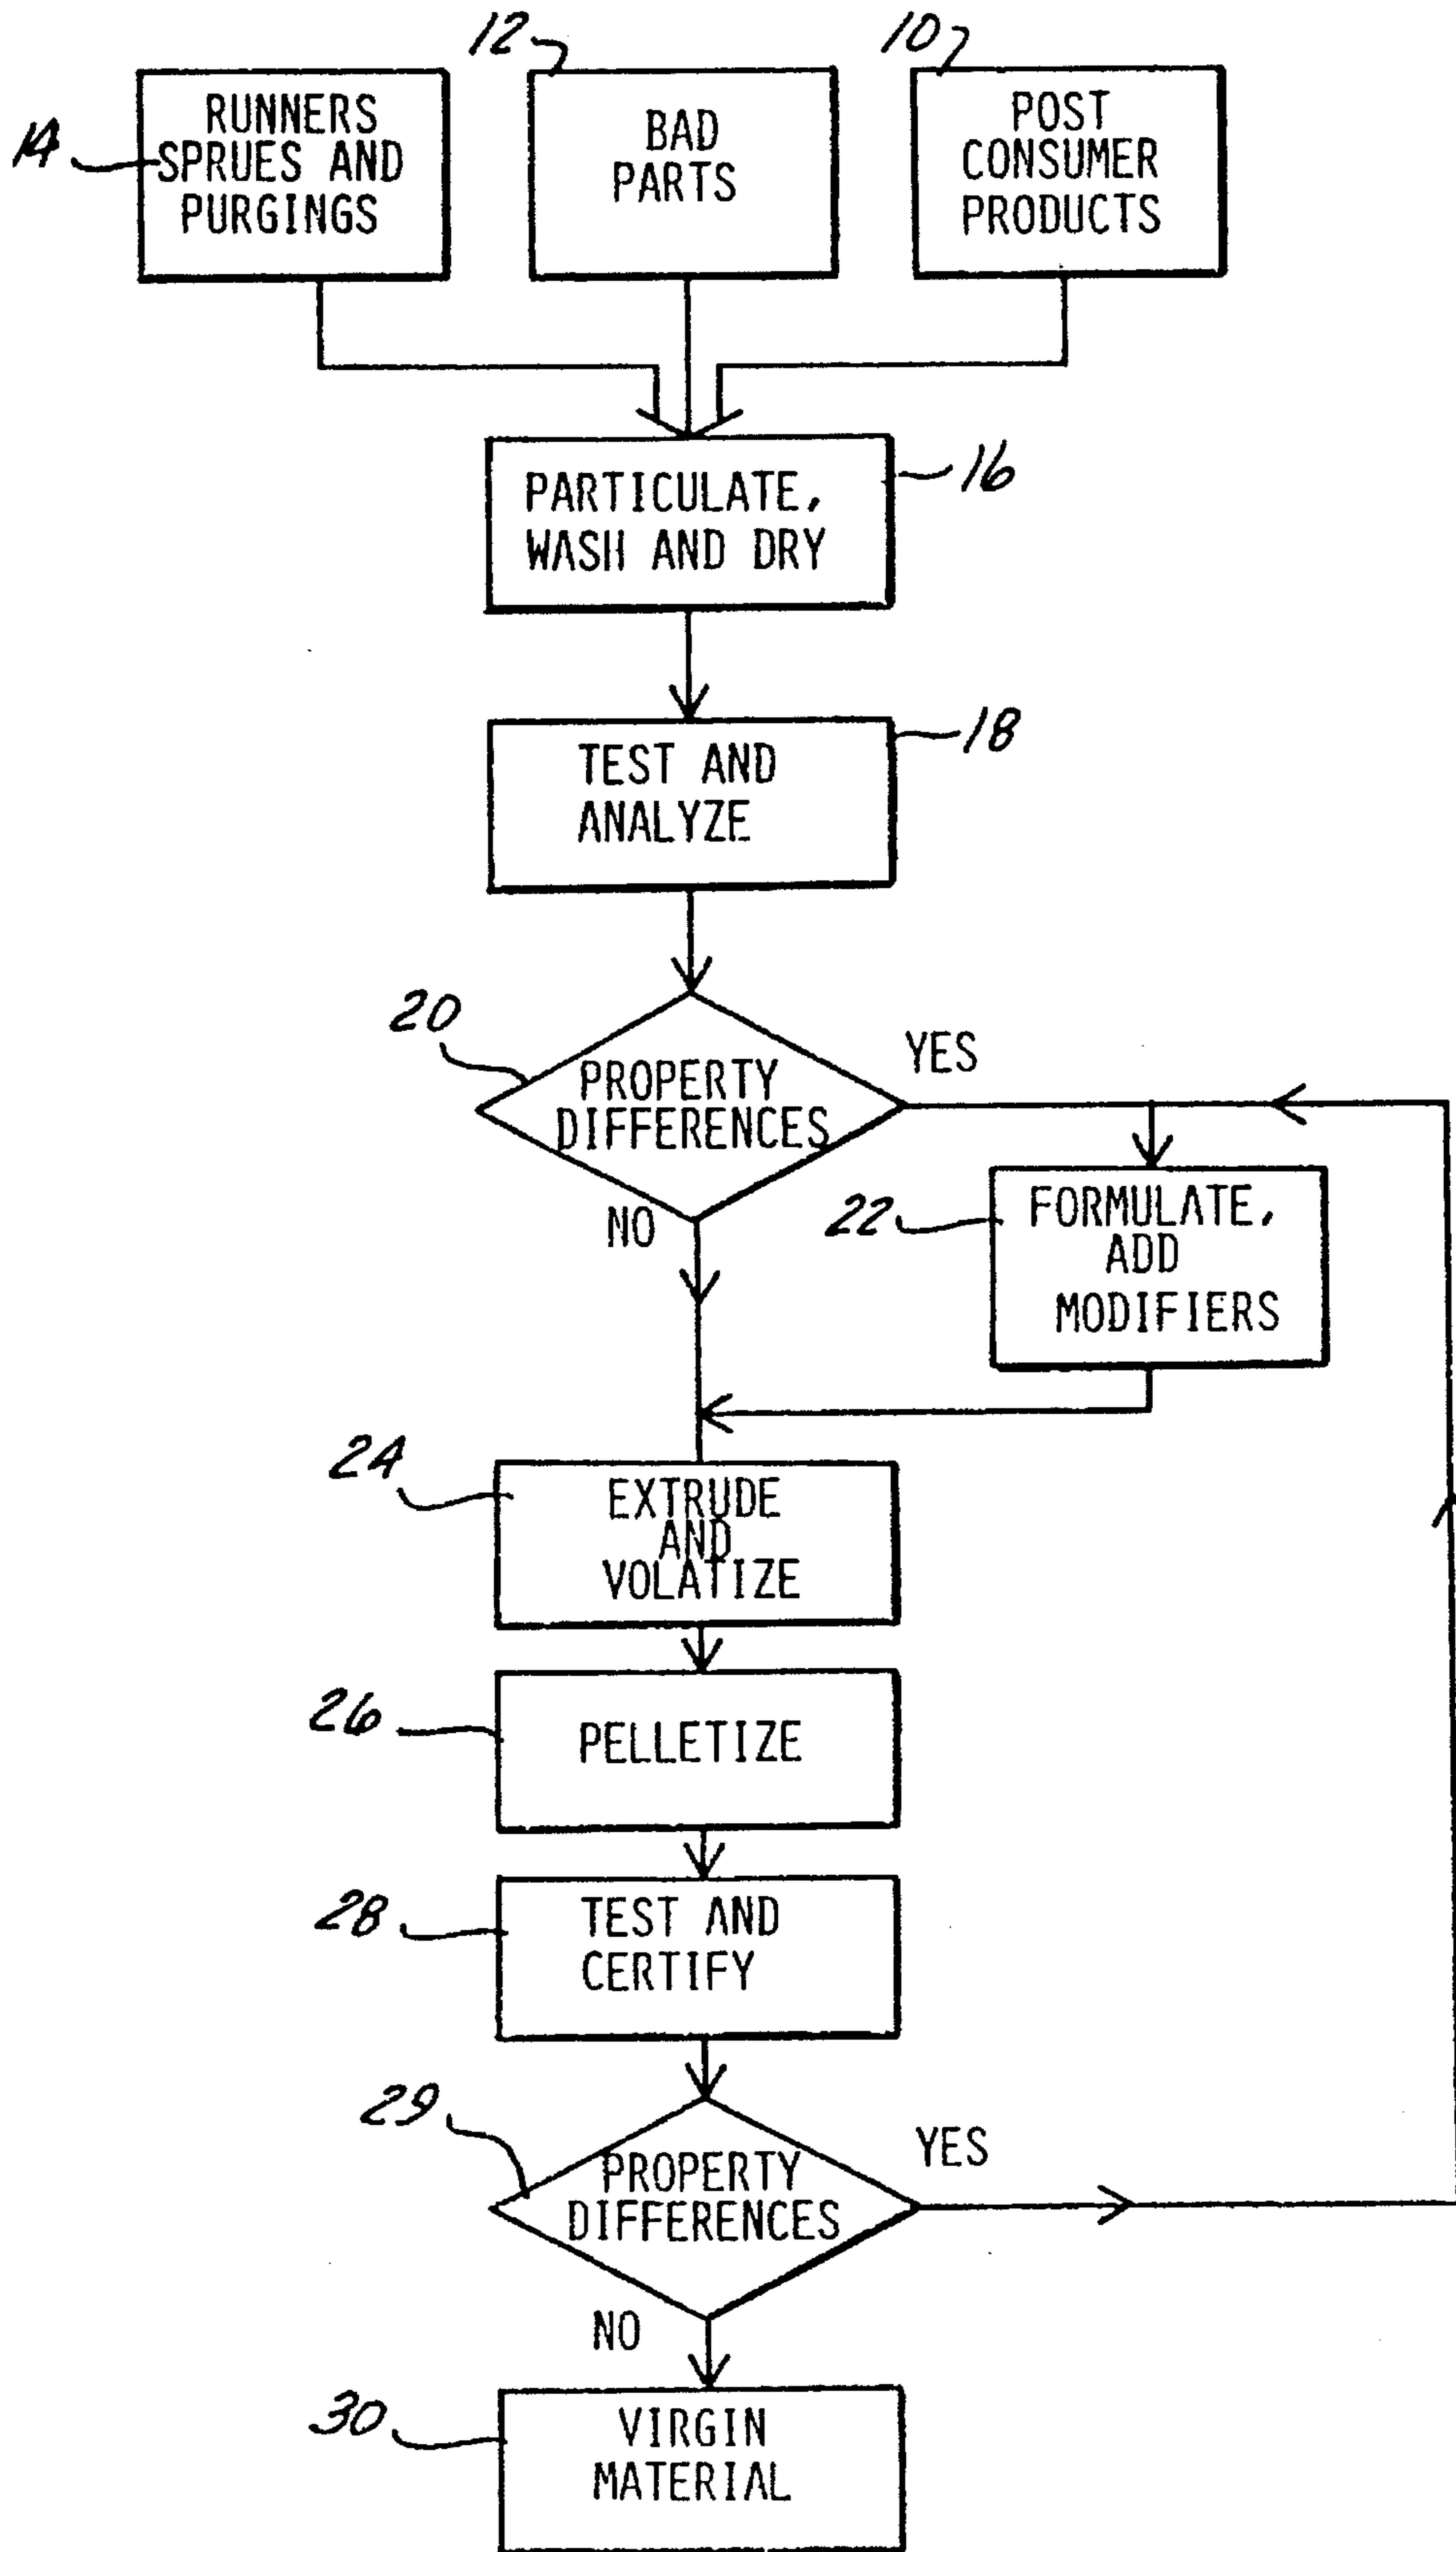 12
10
14
RUNNERS
SPRUES AND
PURGINGS
BAD
PARTS
POST
CONSUMER
PRODUCTS
PARTICULATE,
WASH AND DRY
16
TEST AND
ANALYZE
18
20
PROPERTY
DIFFERENCES
YES
NO
22
FORMULATE,
ADD
MODIFIERS
24
EXTRUDE
AND
VOLATIZE
26
PELLETIZE
28
TEST AND
CERTIFY
29
PROPERTY
DIFFERENCES
YES
NO
30
VIRGIN
MATERIAL